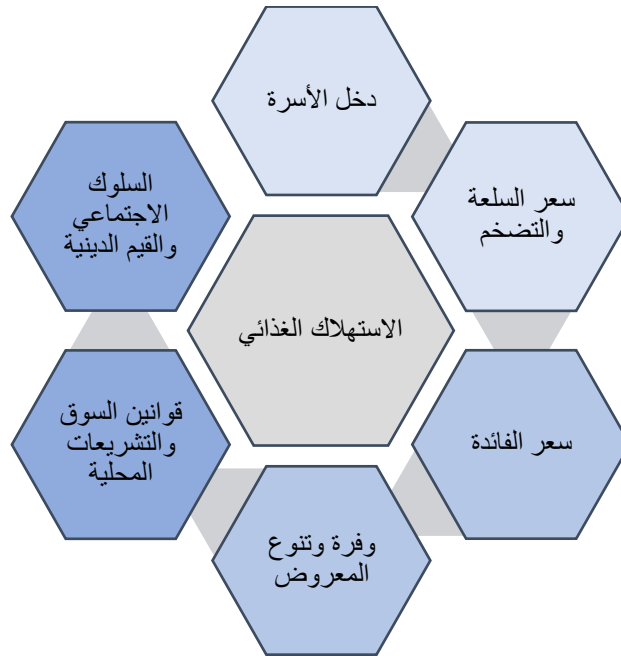 دخل الأسرة
سعر السلعة
والتضخم
سعر الفائدة
وفرة وتنوع
المعروض
قوانين السوق
والتشريعات
المحلية
السلوك
الاجتماعي
والقيم الدينية
الاستهلاك الغذائي